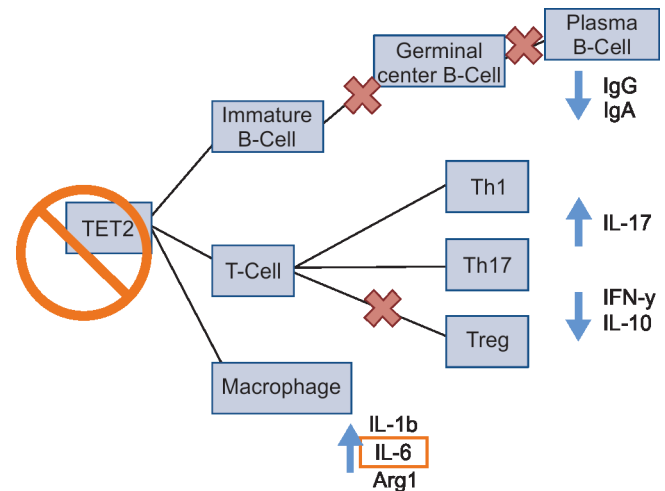 Plasma
B-Cell
Germinal
center B-Cell
IgG
IgA
Immature
B-Cell
Th1
TET2
IL-17
T-Cell
Th17
IFN-y
IL-10
Treg
Macrophage
IL-1b
IL-6
Arg1